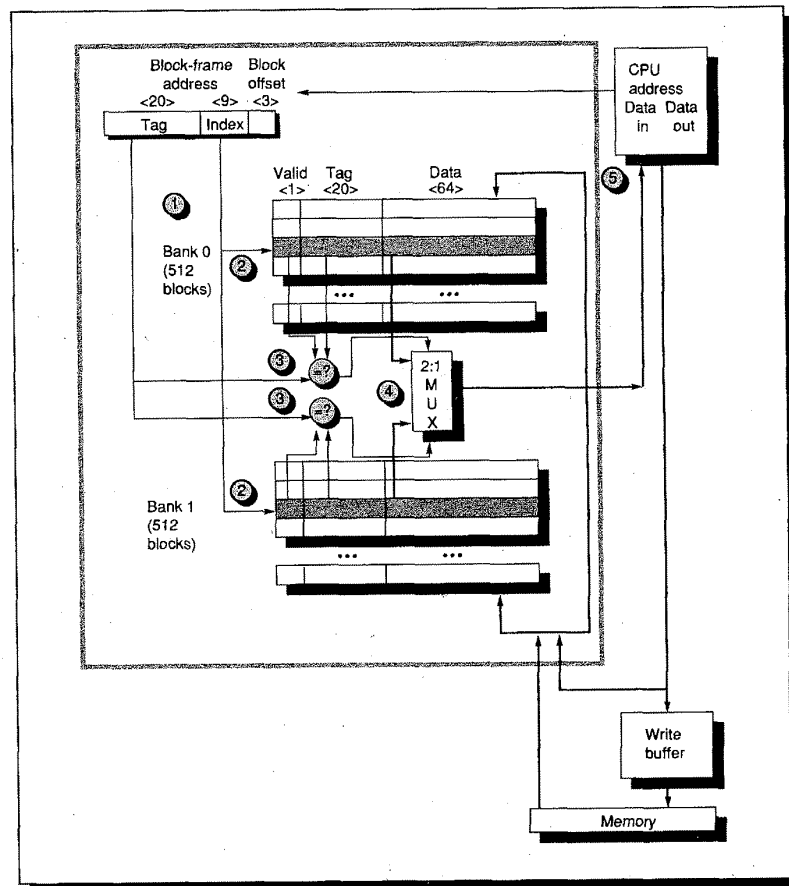 Block-frame
address
Block
offset
<20>
<9>
<3>
Tag
Index
CPU
address
Data Data
in out
Valid
<1>
Tag
<20>
Data
<64>
1
5
Bank 0
(512
blocks)
2
... ...
3
=?
3
=?
4
2:1
M
U
X
2
Bank 1
(512
blocks)
... ...
Write
buffer
Memory